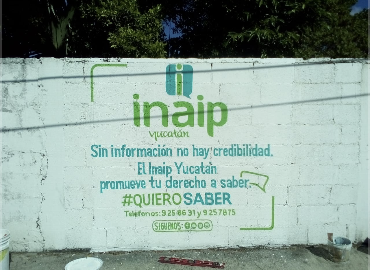 inaip
yucatán
Sin información no hay credibilidad.
El Inaip Yucatán
promueve tu derecho a saber.
#QUIEROSABER
Teléfonos: 925 86 31 y 925 78 75
SÍGUENOS: